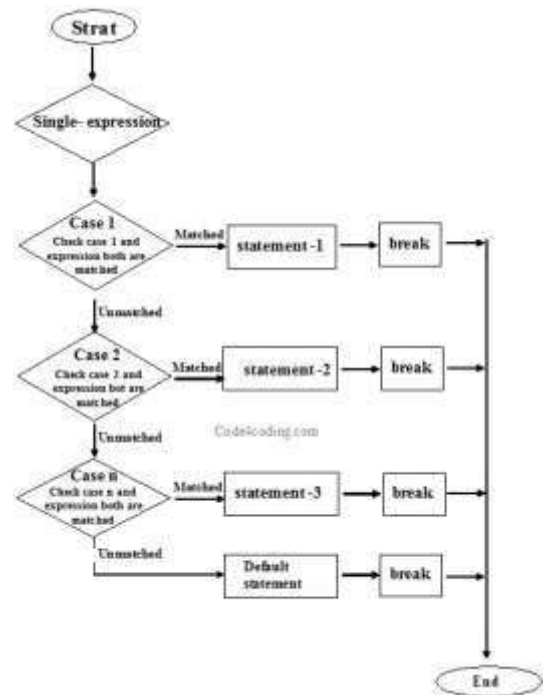 Strat
Single- expression
Case 1
Check case 1 and
expression both are
matched
Matched
statement -1
break
Unmatched
Case 2
Check case 2 and
expression bot are
matched
Matched
statement -2
break
Code4coding.com
Unmatched
Case n
Check case n and
expression both are
matched
Matched
statement -3
break
Unmatched
Default
statement
break
End